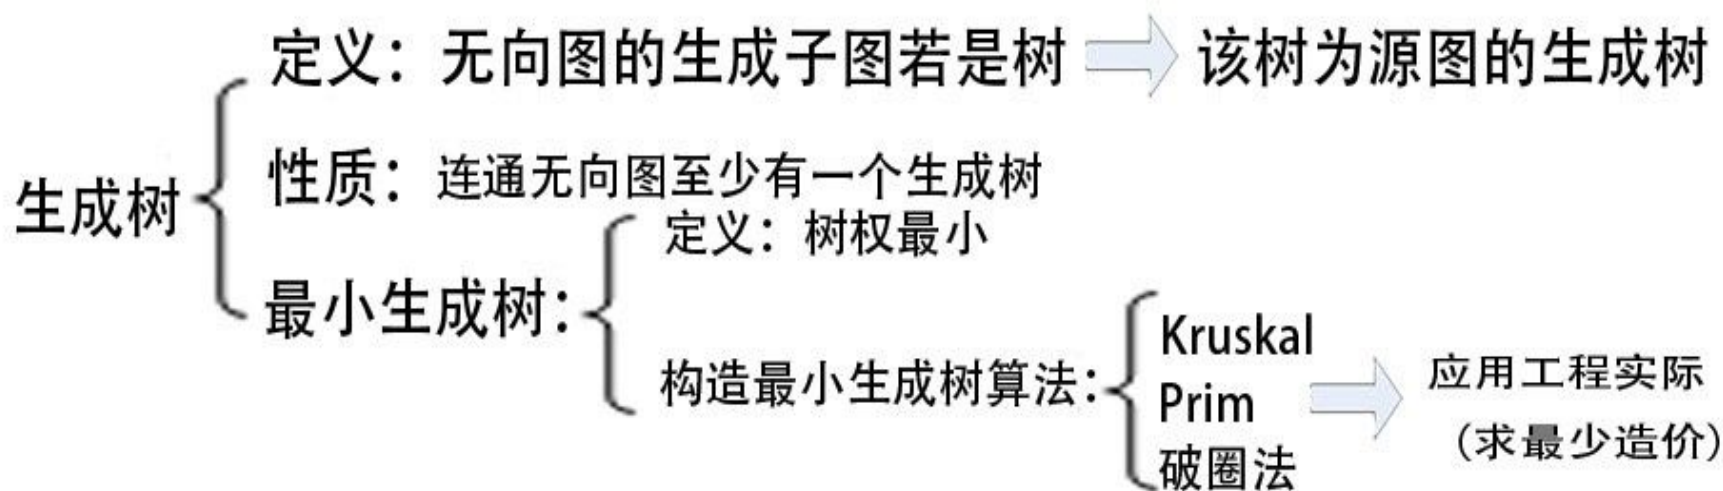 定义：无向图的生成子图若是树
该树为源图的生成树
生成树
性质：连通无向图至少有一个生成树
最小生成树：
定义：树权最小
构造最小生成树算法：
Kruskal
Prim
破圈法
应用工程实际
(求最少造价)